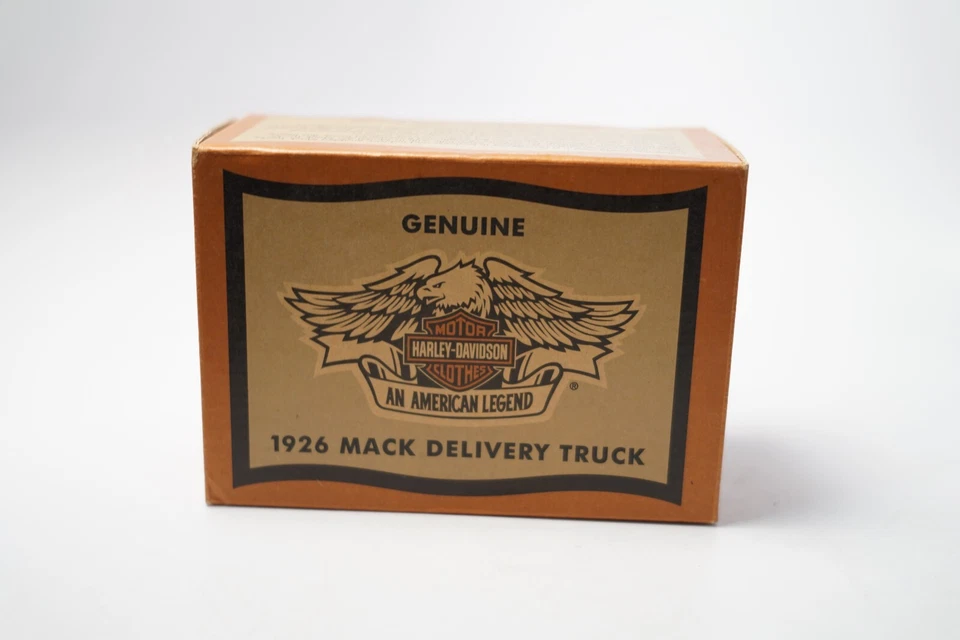 GENUINE
MOTOR
HARLEY-DAVIDSON
CLOTHES
AN AMERICAN LEGEND
®
1926 MACK DELIVERY TRUCK